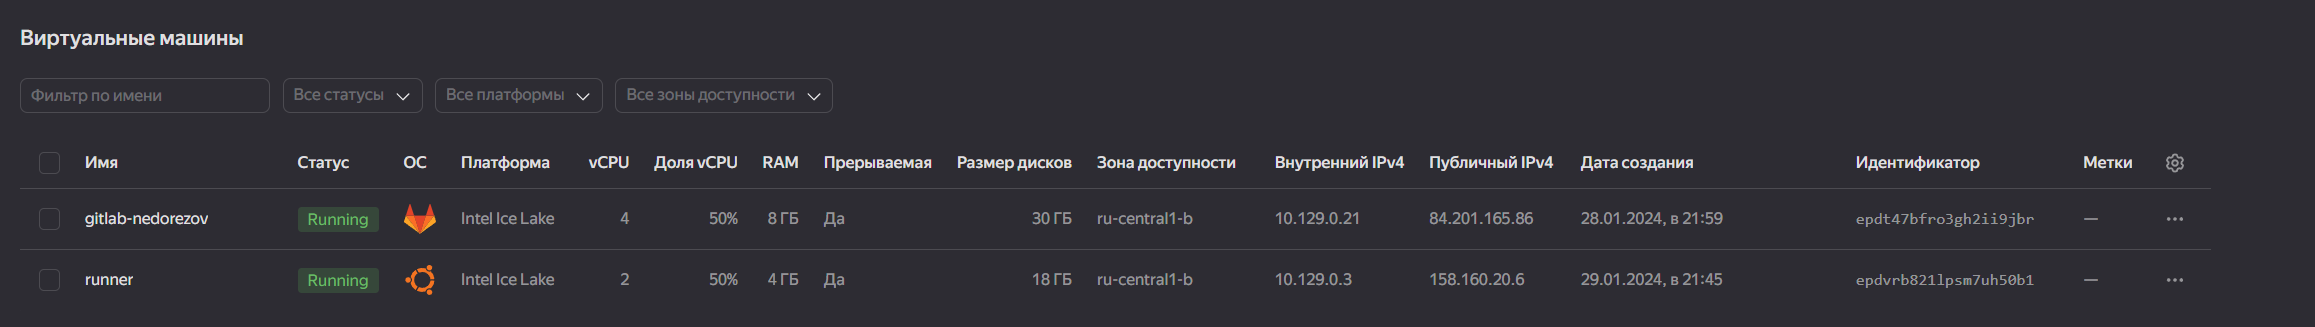 Виртуальные машины
Фильтр по имени Все статусы Все платформы Все зоны доступности
Имя Статус ОС Платформа vCPU Доля vCPU RAM Прерываемая Размер дисков Зона доступности Внутренний IPv4 Публичный IPv4 Дата создания Идентификатор Метки
gitlab-nedorezov Running Intel Ice Lake 4 50% 8 ГБ Да 30 ГБ ru-central1-b 10.129.0.21 84.201.165.86 28.01.2024, в 21:59 epdt47bfro3gh2ii9jbr —
runner Running Intel Ice Lake 2 50% 4 ГБ Да 18 ГБ ru-central1-b 10.129.0.3 158.160.20.6 29.01.2024, в 21:45 epdvrb821lpsm7uh50b1 —